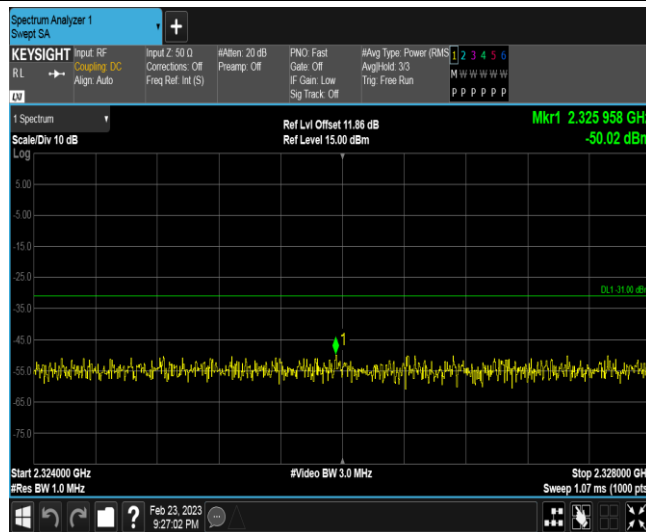 Spectrum Analyzer 1
Swept SA
+
KEYSIGHT
RL
LXI
Input: RF
Coupling: DC
Align: Auto
Input Z: 50 Ω
Corrections: Off
Freq Ref: Int (S)
#Atten: 20 dB
Preamp: Off
PNO: Fast
Gate: Off
IF Gain: Low
Sig Track: Off
#Avg Type: Power (RMS
Avg|Hold: 3/3
Trig: Free Run
1 2 3 4 5 6
M W W W W W
P P P P P P
1 Spectrum
Scale/Div 10 dB
Log
Ref Lvl Offset 11.86 dB
Ref Level 15.00 dBm
Mkr1 2.325 958 GHz
-50.02 dBm
5.00
-5.00
-15.0
-25.0
DL1 -31.00 dBm
-35.0
-45.0
1
-55.0
-65.0
-75.0
Start 2.324000 GHz
#Res BW 1.0 MHz
#Video BW 3.0 MHz
Stop 2.328000 GHz
Sweep 1.07 ms (1000 pts
?
Feb 23, 2023
9:27:02 PM